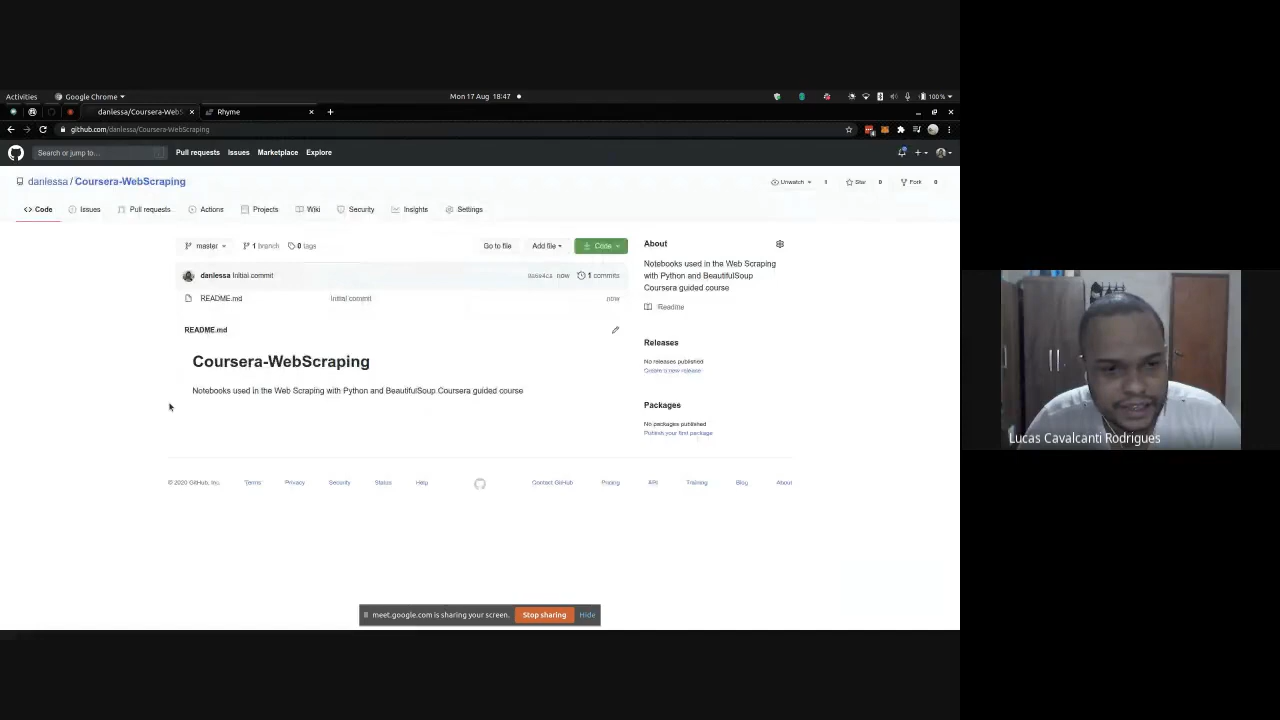 Activities Google Chrome Mon 17 Aug 18:47 100 %
danlessa/Coursera-WebS Rhyme
github.com/danlessa/Coursera-WebScraping
Search or jump to... / Pull requests Issues Marketplace Explore
danlessa / Coursera-WebScraping Unwatch 1 Star 0 Fork 0
Code Issues Pull requests Actions Projects Wiki Security Insights Settings
master 1 branch 0 tags Go to file Add file Code
danlessa Initial commit now 1 commits
README.md Initial commit now
README.md
Coursera-WebScraping
Notebooks used in the Web Scraping with Python and BeautifulSoup Coursera guided course
About
Notebooks used in the Web Scraping
with Python and BeautifulSoup
Coursera guided course
Readme
Releases
No releases published
Create a new release
Packages
No packages published
Publish your first package
© 2020 GitHub, Inc. Terms Privacy Security Status Help Contact GitHub Pricing API Training Blog About
meet.google.com is sharing your screen. Stop sharing Hide
Lucas Cavalcanti Rodrigues